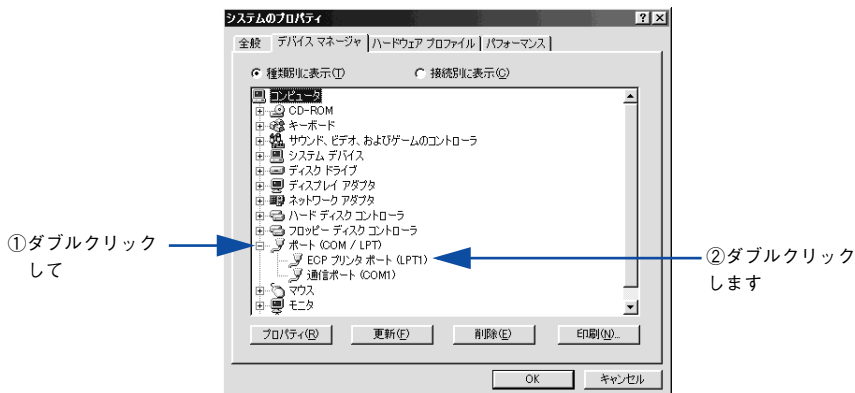 システムのプロパティ
全般 デバイス マネージャ ハードウェア プロファイル パフォーマンス
種類別に表示(T) 接続別に表示(C)
コンピュータ
CD-ROM
キーボード
サウンド、ビデオ、およびゲームのコントローラ
システム デバイス
ディスク ドライブ
ディスプレイ アダプタ
ネットワーク アダプタ
ハード ディスク コントローラ
フロッピー ディスク コントローラ
ポート (COM / LPT)
ECP プリンタ ポート (LPT1)
通信ポート (COM1)
マウス
モニタ
プロパティ(R) 更新(F) 削除(E) 印刷(N)...
OK キャンセル
①ダブルクリック
して
②ダブルクリック
します